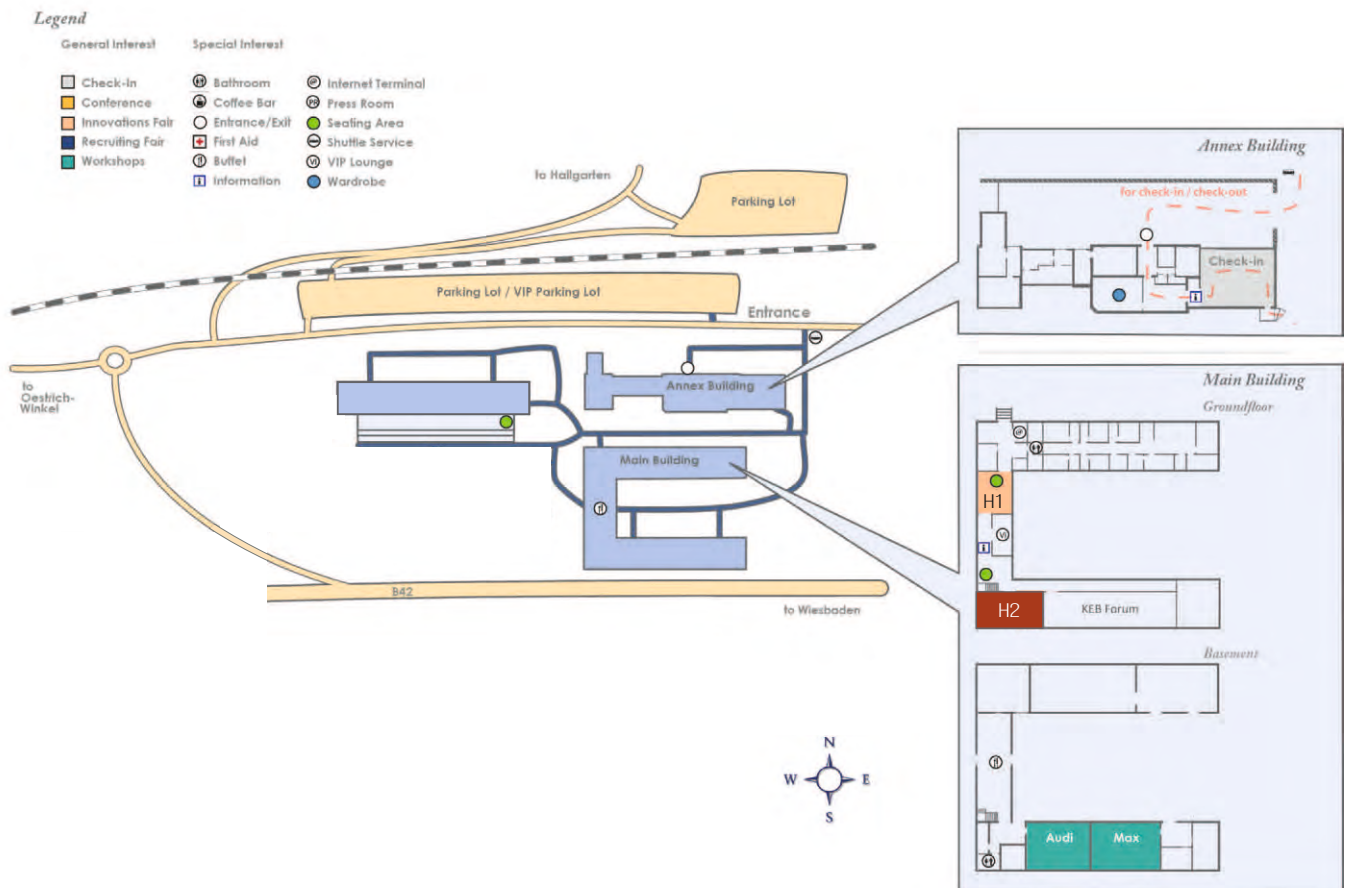 Legend
General Interest
Special Interest
Check-in
Conference
Innovations Fair
Recruiting Fair
Workshops
Bathroom
Coffee Bar
Entrance/Exit
First Aid
Buffet
Information
Internet Terminal
Press Room
Seating Area
Shuttle Service
VIP Lounge
Wardrobe
PR
VI
i
to Hallgarten
Parking Lot
Parking Lot / VIP Parking Lot
Entrance
to
Oestrich-
Winkel
Annex Building
Main Building
B42
to Wiesbaden
N
W E
S
Annex Building
For check-in / check-out
Check-in
i
Main Building
Groundfloor
H1
VI
i
H2
KEB Forum
Basement
Audi
Max